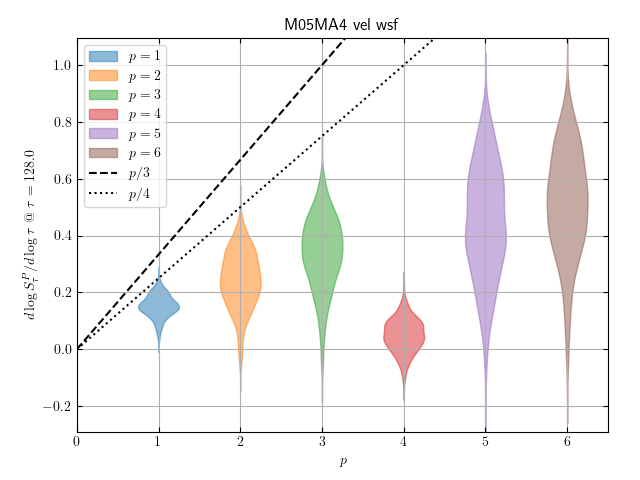 M05MA4 vel wsf
p = 1
p = 2
p = 3
p = 4
p = 5
p = 6
p/3
p/4
d log S_τ^P / d log τ @ τ = 128.0
1.0
0.8
0.6
0.4
0.2
0.0
−0.2
0 1 2 3 4 5 6
p